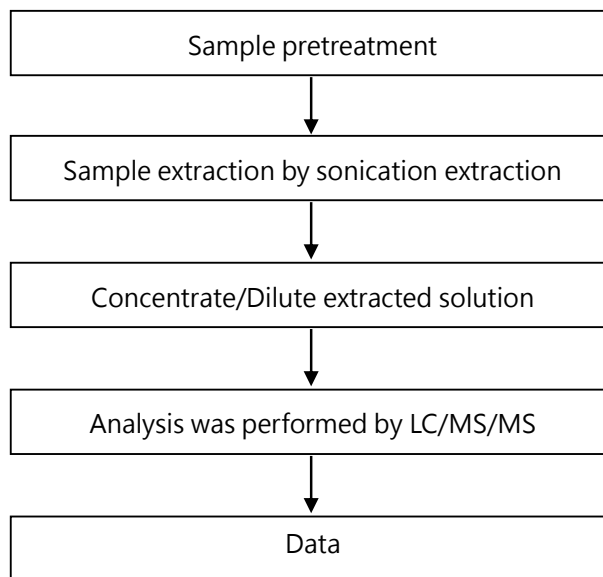 Sample pretreatment
Sample extraction by sonication extraction
Concentrate/Dilute extracted solution
Analysis was performed by LC/MS/MS
Data